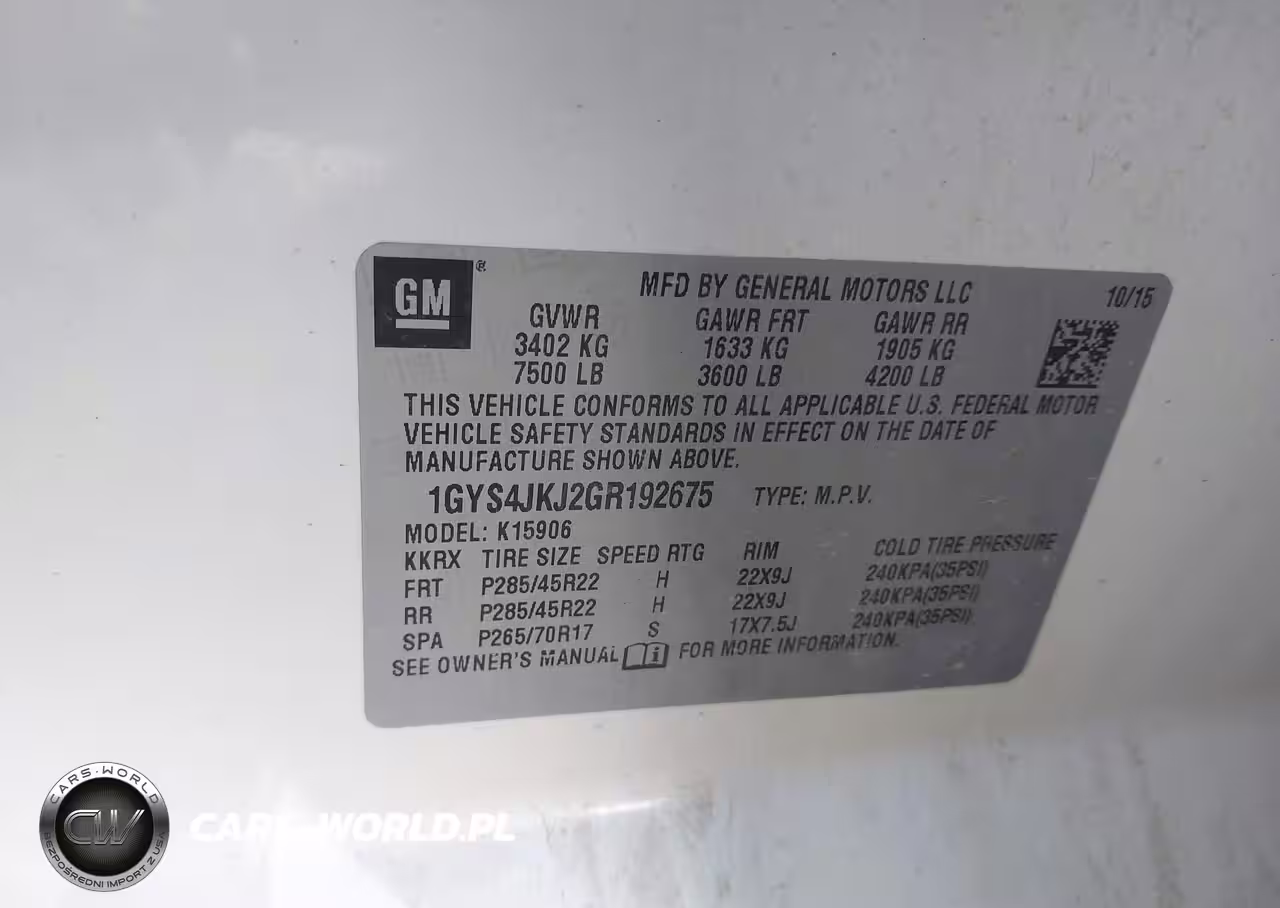 GM
MFD BY GENERAL MOTORS LLC 10/15
GVWR GAWR FRT GAWR RR
3402 KG 1633 KG 1905 KG
7500 LB 3600 LB 4200 LB
THIS VEHICLE CONFORMS TO ALL APPLICABLE U.S. FEDERAL MOTOR
VEHICLE SAFETY STANDARDS IN EFFECT ON THE DATE OF
MANUFACTURE SHOWN ABOVE.
1GYS4JKJ2GR192675 TYPE: M.P.V.
MODEL: K15906
KKRX TIRE SIZE SPEED RTG RIM COLD TIRE PRESSURE
FRT P285/45R22 H 22X9J 240KPA(35PSI)
RR P285/45R22 H 22X9J 240KPA(35PSI)
SPA P265/70R17 S 17X7.5J 240KPA(35PSI)
SEE OWNER'S MANUAL FOR MORE INFORMATION.
CARS-WORLD
CW
BEZPOŚREDNI IMPORT Z USA
CARS-WORLD.PL